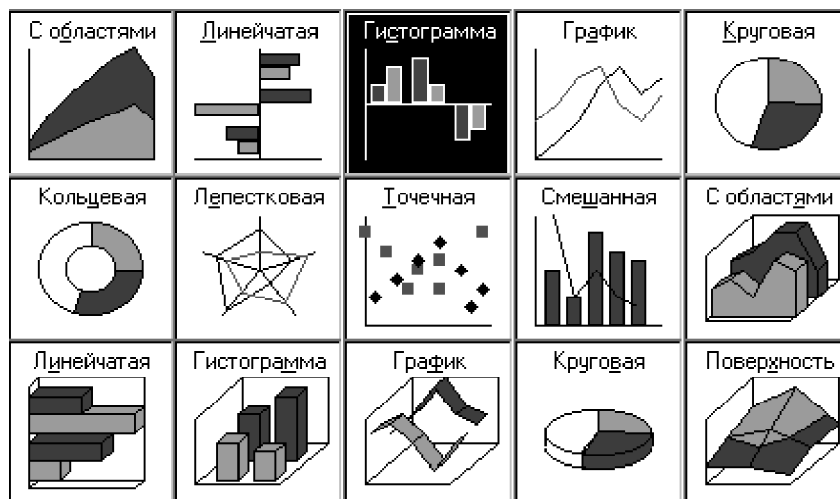 С областями
Линейчатая
Гистограмма
График
Круговая
Кольцевая
Лепестковая
Точечная
Смешанная
С областями
Линейчатая
Гистограмма
График
Круговая
Поверхность